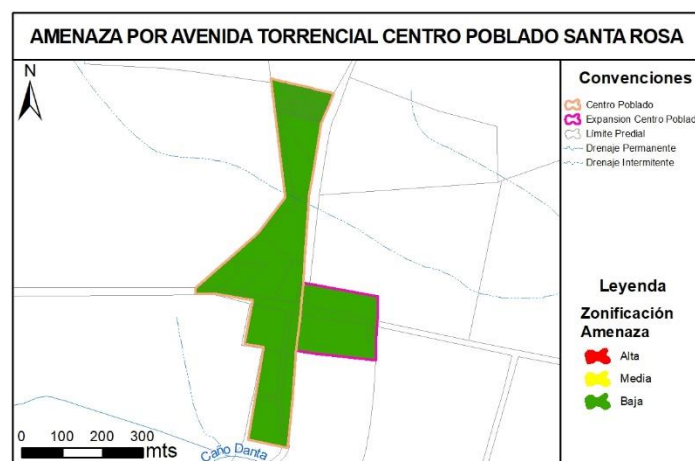 AMENAZA POR AVENIDA TORRENCIAL CENTRO POBLADO SANTA ROSA
N
Convenciones
Centro Poblado
Expansion Centro Poblad
Límite Predial
Drenaje Permanente
Drenaje Intermitente
Leyenda
Zonificación
Amenaza
Alta
Media
Baja
Caño Danta
0 100 200 300
mts